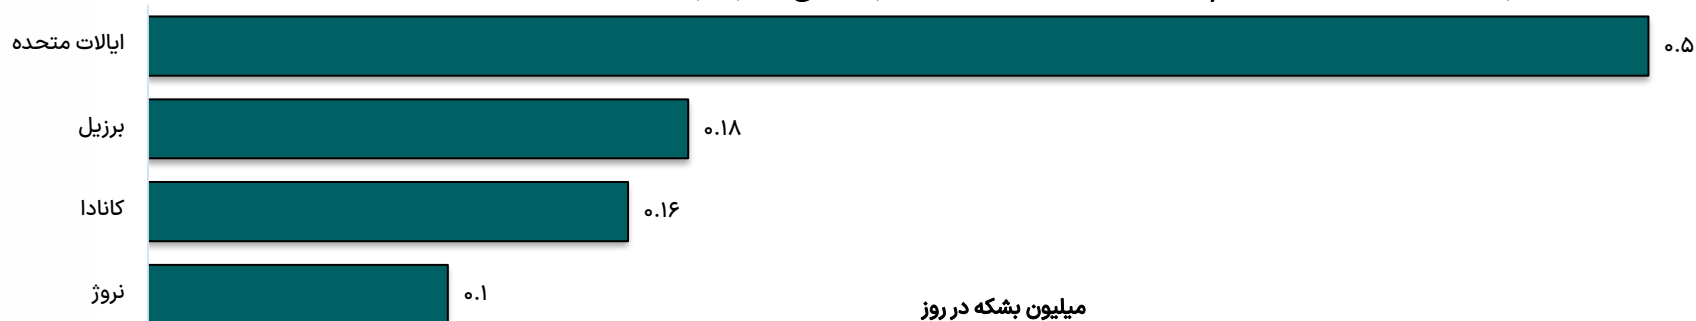 ایالات متحده ۰.۵
برزیل ۰.۱۸
کانادا ۰.۱۶
نروژ ۰.۱
میلیون بشکه در روز